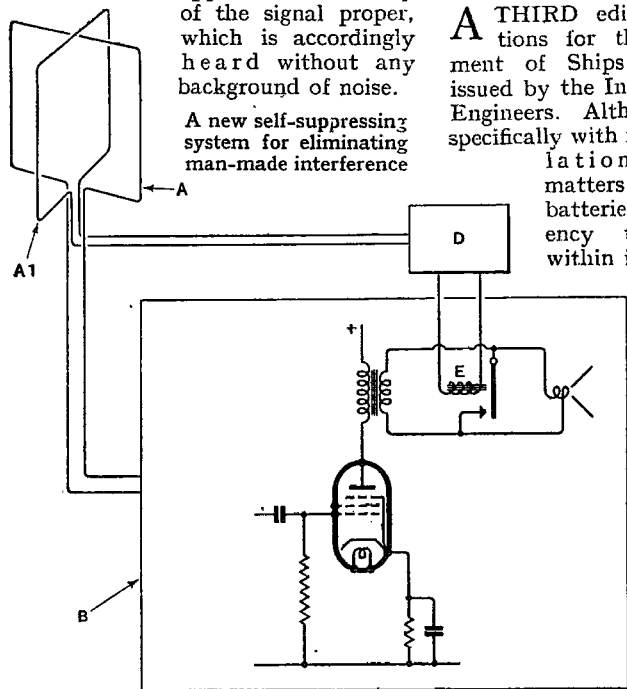 of the signal proper,
which is accordingly
heard without any
background of noise.
A new self-suppressing
system for eliminating
man-made interference
A THIRD edi
tions for th
ment of Ships
issued by the In
Engineers. Alth
specifically with
lation
matters
batterie
ency
within i
A
A1
D
+
E
B